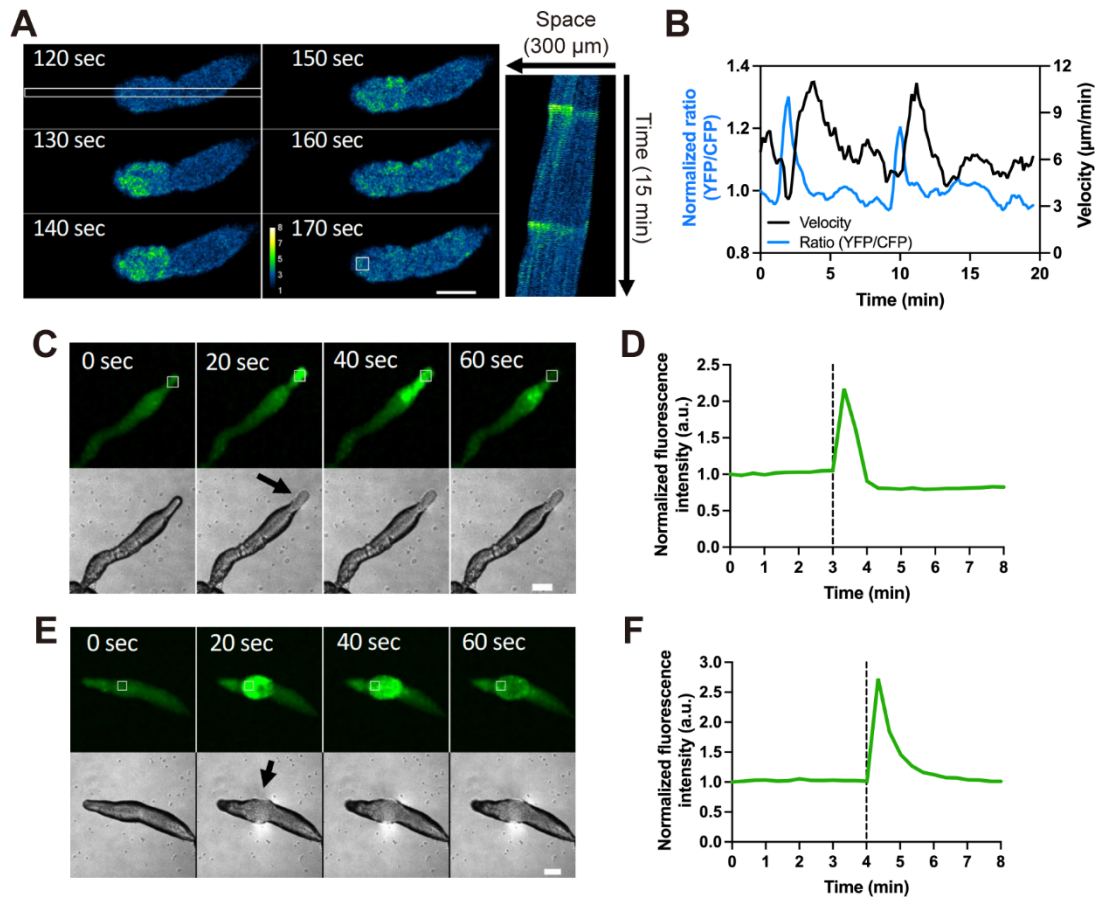 A
120 sec
150 sec
130 sec
160 sec
140 sec
170 sec
8
7
5
3
1
Space
(300 µm)
Time (15 min)
B
1.4
1.2
1.0
0.8
Normalized ratio
(YFP/CFP)
12
9
6
3
0
Velocity (µm/min)
Velocity
Ratio (YFP/CFP)
0
5
10
15
20
Time (min)
C
0 sec
20 sec
40 sec
60 sec
D
2.5
2.0
1.5
1.0
0.5
0.0
Normalized fluorescence
intensity (a.u.)
0
1
2
3
4
5
6
7
8
Time (min)
E
0 sec
20 sec
40 sec
60 sec
F
3.0
2.5
2.0
1.5
1.0
0.5
0.0
Normalized fluorescence
intensity (a.u.)
0
1
2
3
4
5
6
7
8
Time (min)